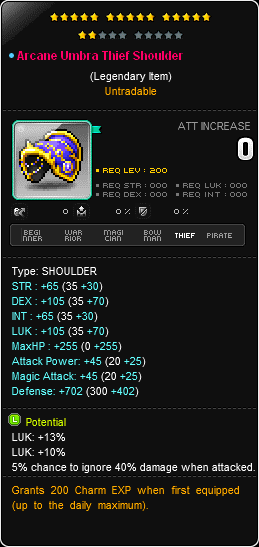 Arcane Umbra Thief Shoulder
(Legendary Item)
Untradable
ATT INCREASE
0
REQ LEV : 200
REQ STR : 000 REQ LUK : 000
REQ DEX : 000 REQ INT : 000
0 0 % 0 %
BEGINNER WARRIOR MAGICIAN BOWMAN THIEF PIRATE
Type: SHOULDER
STR : +65 (35 +30)
DEX : +105 (35 +70)
INT : +65 (35 +30)
LUK : +105 (35 +70)
MaxHP : +255 (0 +255)
Attack Power: +45 (20 +25)
Magic Attack: +45 (20 +25)
Defense: +702 (300 +402)
L Potential
LUK: +13%
LUK: +10%
5% chance to ignore 40% damage when attacked.
Grants 200 Charm EXP when first equipped
(up to the daily maximum).